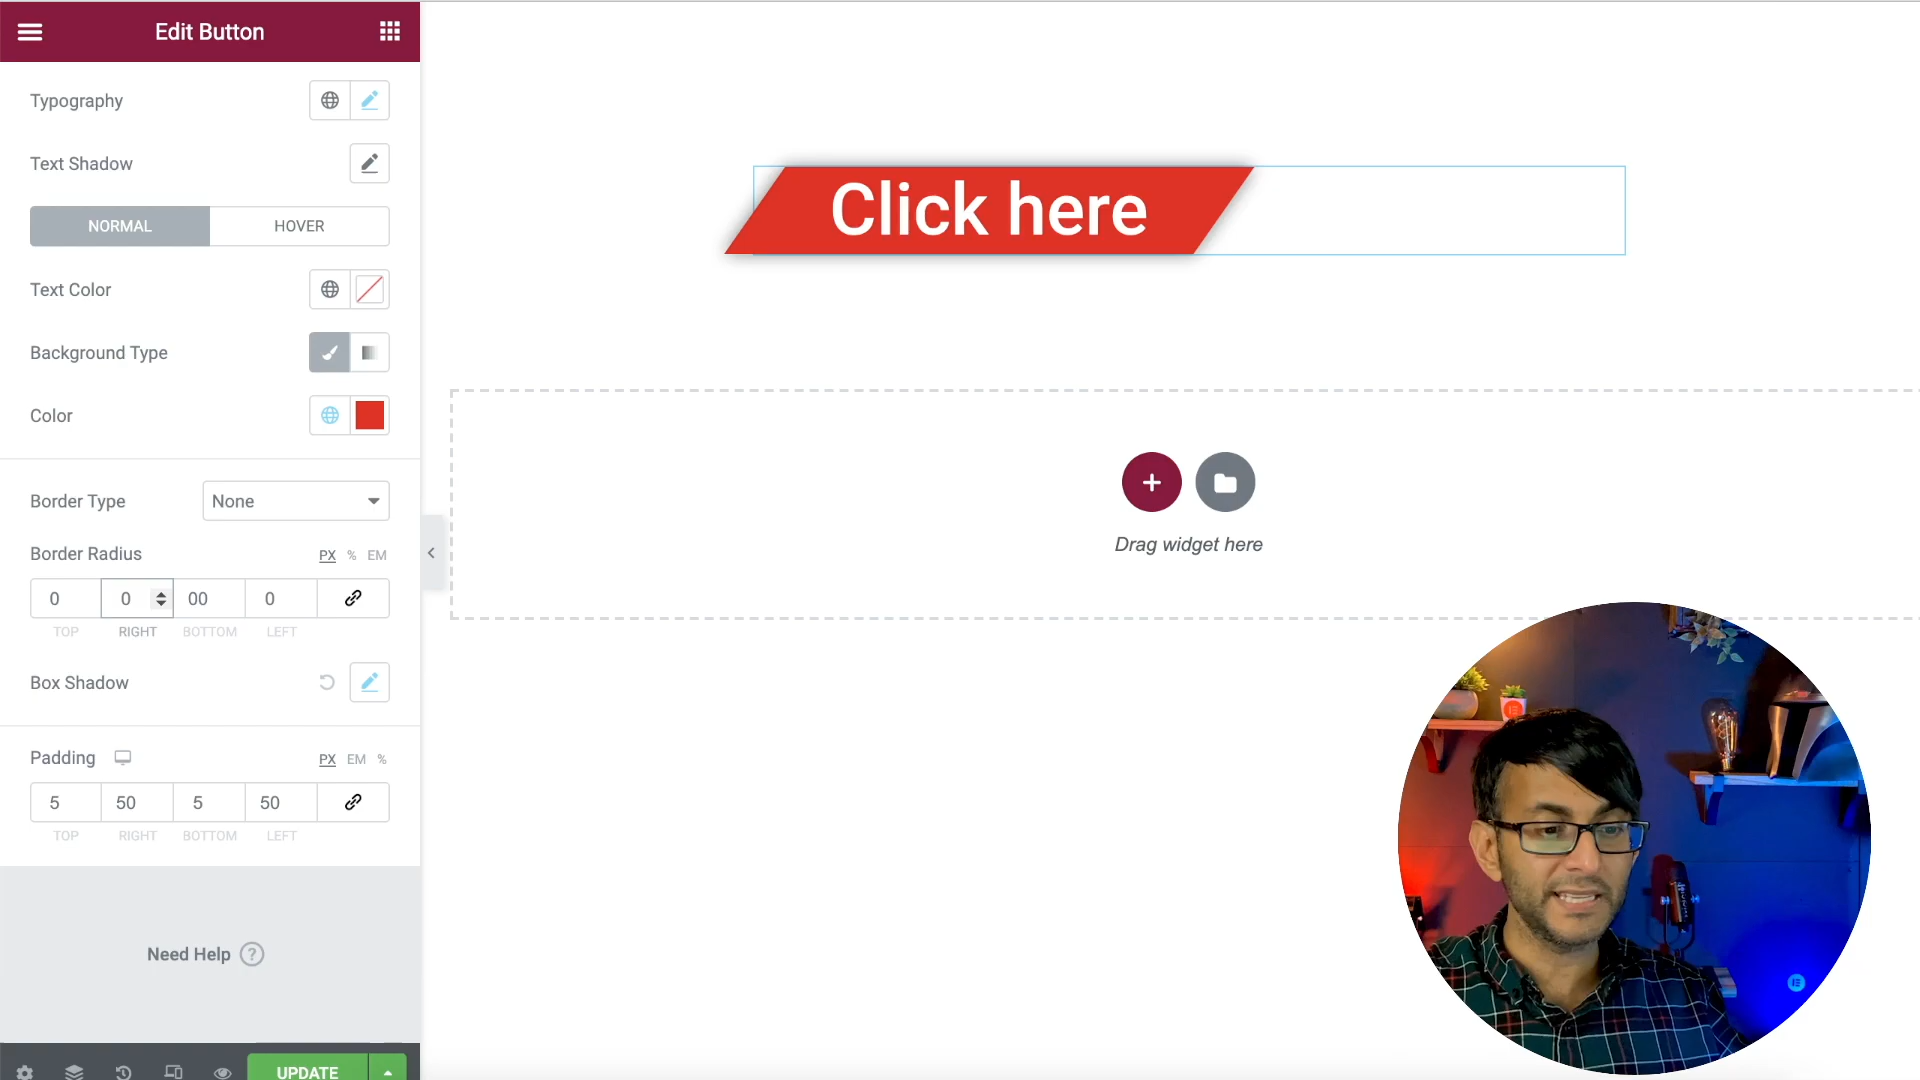 Edit Button
Typography
Text Shadow
NORMAL HOVER
Text Color
Background Type
Color
Border Type None
Border Radius PX % EM
0 0 00 0
TOP RIGHT BOTTOM LEFT
Box Shadow
Padding PX EM %
5 50 5 50
TOP RIGHT BOTTOM LEFT
Need Help ?
UPDATE
Click here
Drag widget here